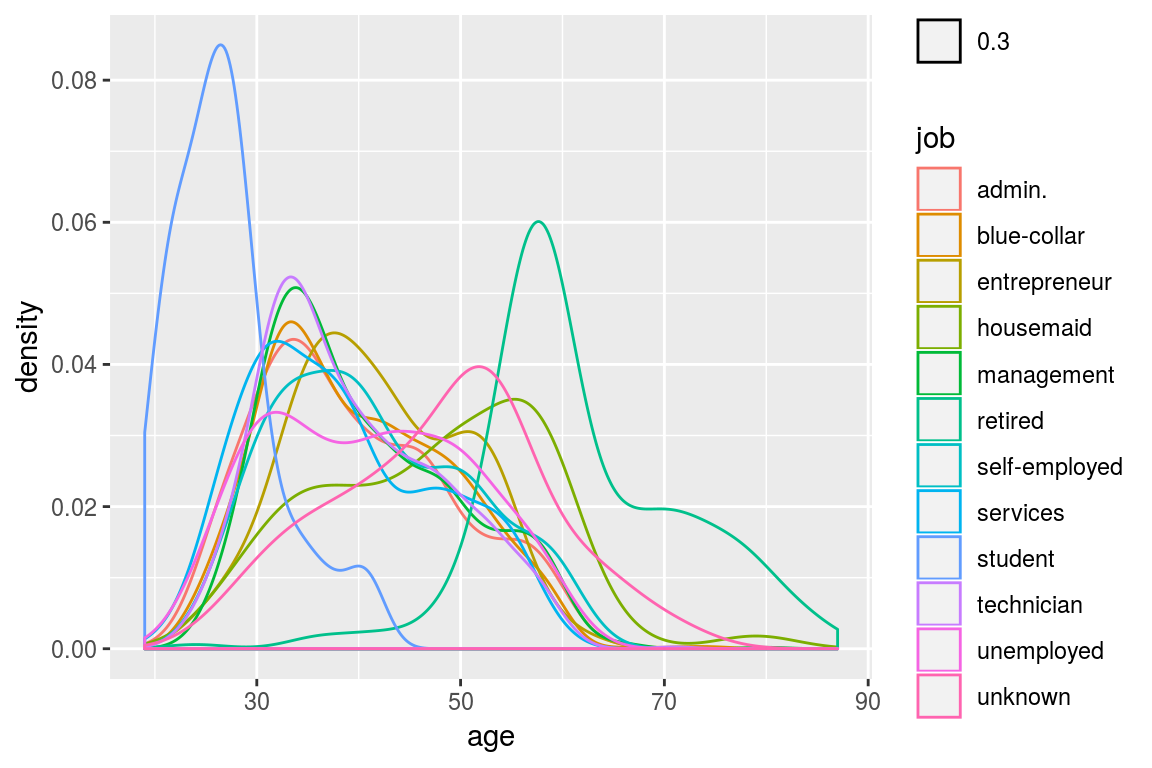 0.08
0.06
0.04
0.02
0.00
density
30
50
70
90
age
0.3
job
admin.
blue-collar
entrepreneur
housemaid
management
retired
self-employed
services
student
technician
unemployed
unknown